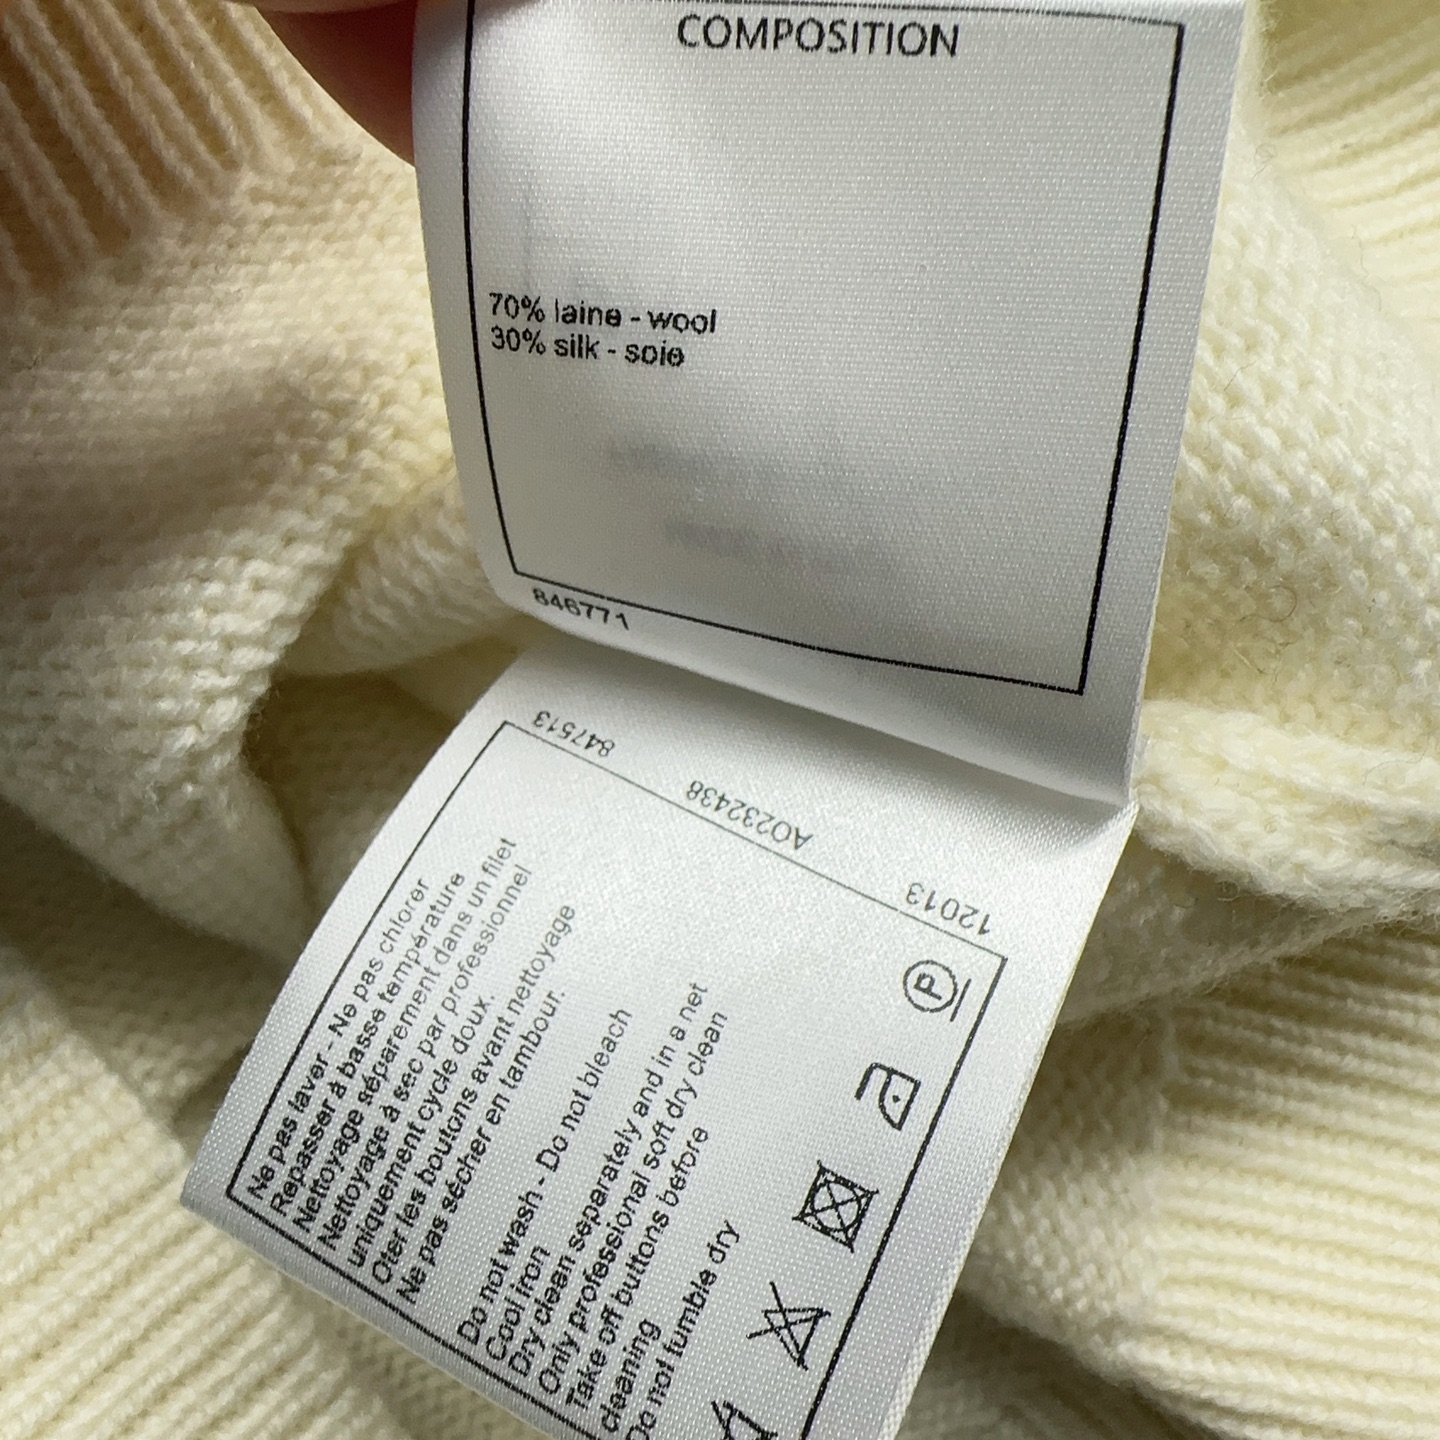 COMPOSITION
70% laine - wool
30% silk - soie
846771
847513
A0232438
12013
Ne pas laver - Ne pas chlorer
Repasser à basse température
Nettoyage séparement dans un filet
Nettoyage à sec par professionnel
uniquement cycle doux.
Oter les boutons avant nettoyage
Ne pas sécher en tambour.
Do not wash - Do not bleach
Cool iron
Dry clean separately and in a net
Only professional soft dry clean
Take off buttons before
cleaning
Do not tumble dry
P